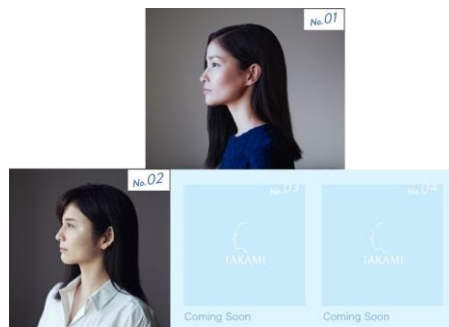 No.01
No.02
No.03
No.04
TAKAMI
TAKAMI
Coming Soon
Coming Soon